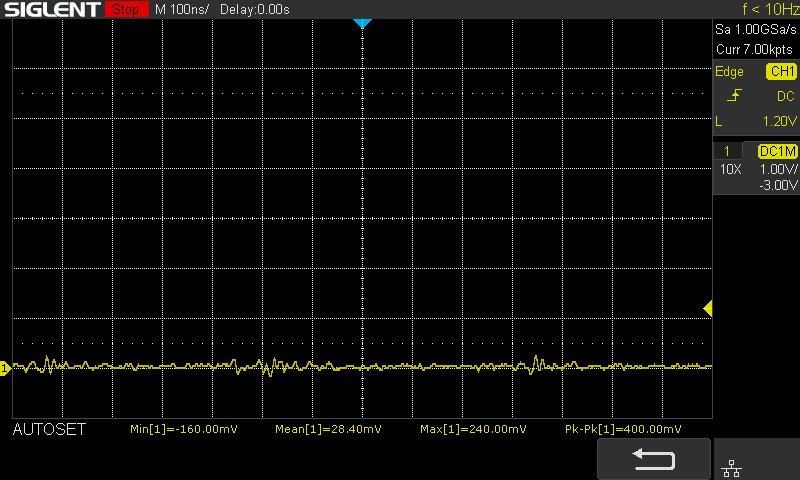 SIGLENT Stop M 100ns/ Delay:0.00s f < 10Hz
Sa 1.00GSa/s
Curr 7.00kpts
Edge CH1
DC
L 1.20V
1 DC1M
10X 1.00V/
-3.00V
1
AUTOSET Min[1]=-160.00mV Mean[1]=28.40mV Max[1]=240.00mV Pk-Pk[1]=400.00mV